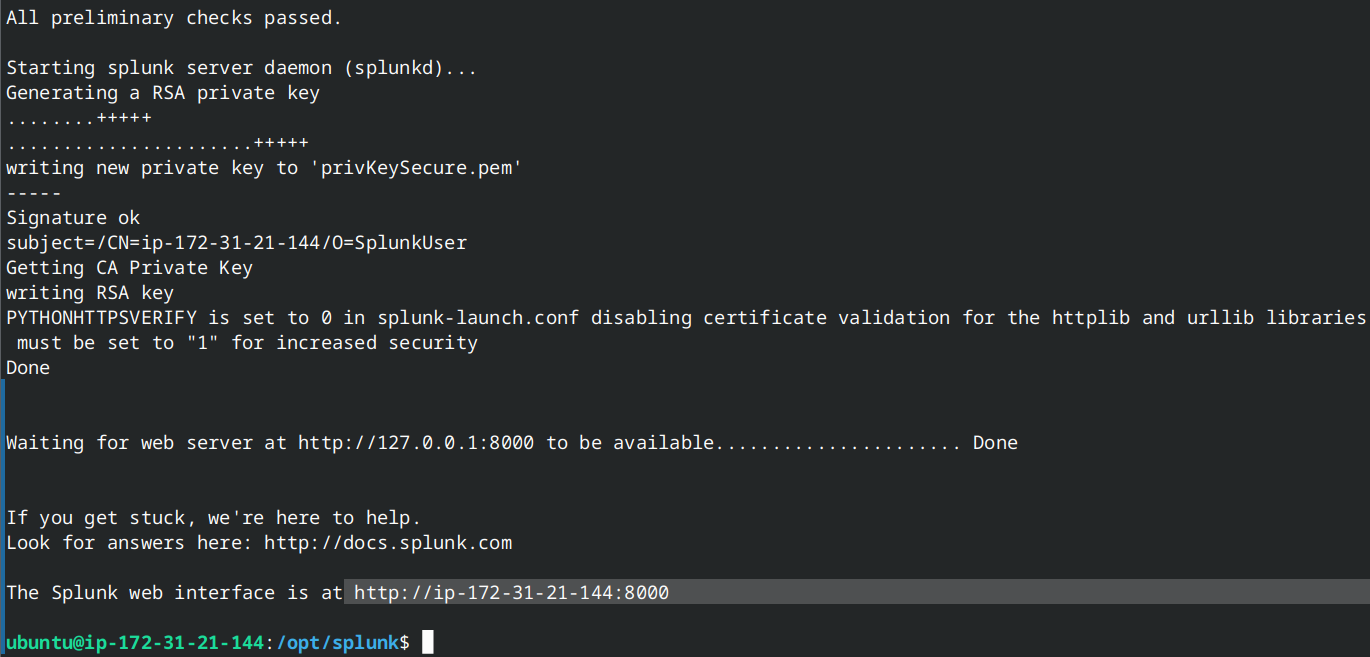 All preliminary checks passed.
Starting splunk server daemon (splunkd)...
Generating a RSA private key
........+++++
......................+++++
writing new private key to 'privKeySecure.pem'
-----
Signature ok
subject=/CN=ip-172-31-21-144/O=SplunkUser
Getting CA Private Key
writing RSA key
PYTHONHTTPSVERIFY is set to 0 in splunk-launch.conf disabling certificate validation for the httplib and urllib libraries
 must be set to "1" for increased security
Done
Waiting for web server at http://127.0.0.1:8000 to be available...................... Done
If you get stuck, we're here to help.
Look for answers here: http://docs.splunk.com
The Splunk web interface is at http://ip-172-31-21-144:8000
ubuntu@ip-172-31-21-144:/opt/splunk$